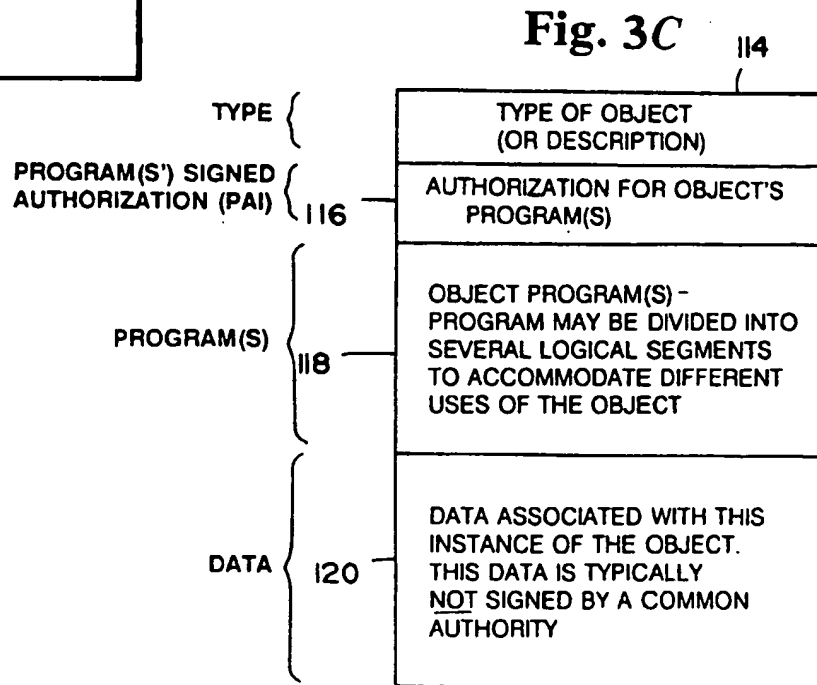 Fig. 3C
114
TYPE
TYPE OF OBJECT
(OR DESCRIPTION)
PROGRAM(S') SIGNED
AUTHORIZATION (PAI)
116
AUTHORIZATION FOR OBJECT'S
PROGRAM(S)
PROGRAM(S)
118
OBJECT PROGRAM(S) -
PROGRAM MAY BE DIVIDED INTO
SEVERAL LOGICAL SEGMENTS
TO ACCOMMODATE DIFFERENT
USES OF THE OBJECT
DATA
120
DATA ASSOCIATED WITH THIS
INSTANCE OF THE OBJECT.
THIS DATA IS TYPICALLY
NOT SIGNED BY A COMMON
AUTHORITY